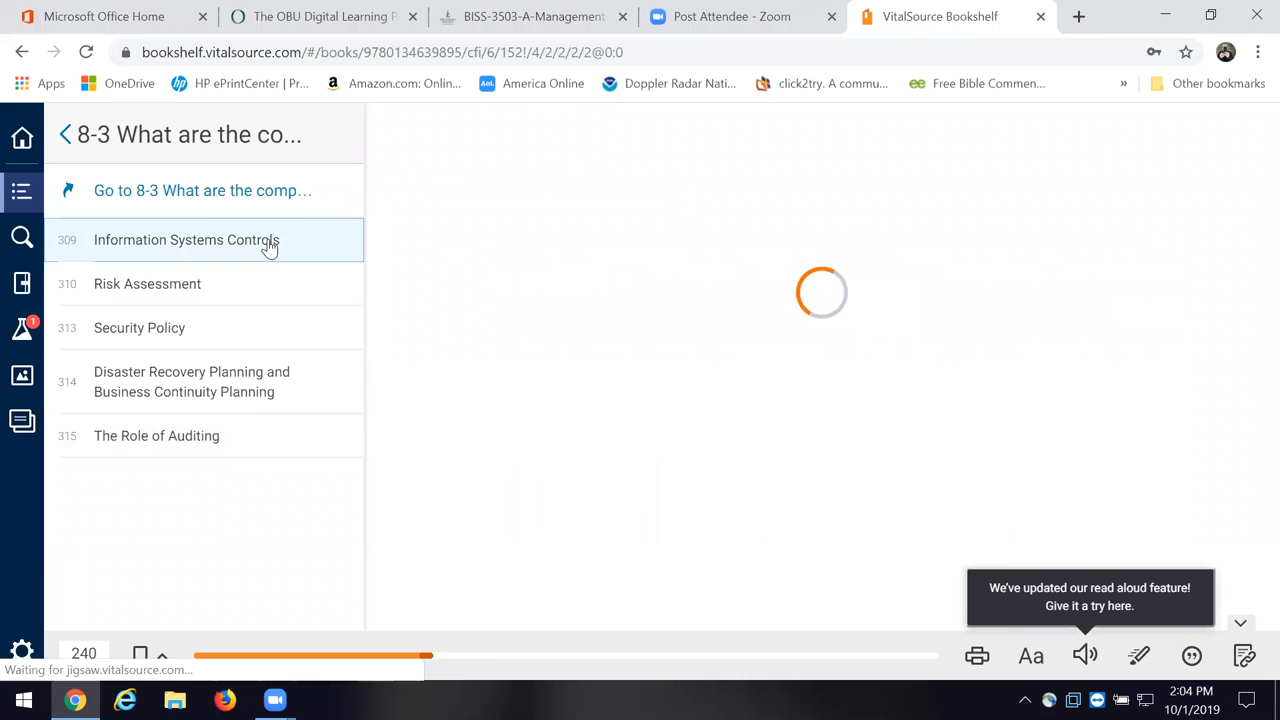 Microsoft Office Home
The OBU Digital Learning P
BISS-3503-A-Management
Post Attendee - Zoom
VitalSource Bookshelf
bookshelf.vitalsource.com/#/books/9780134639895/cfi/6/152!/4/2/2/2/2@0:0
Apps
OneDrive
HP ePrintCenter | Pr...
Amazon.com: Onlin...
Aol.
America Online
Doppler Radar Nati...
click2try. A commu...
ee
Free Bible Commen...
»
Other bookmarks
8-3 What are the co...
Go to 8-3 What are the comp...
309 Information Systems Controls
310 Risk Assessment
1
313 Security Policy
314 Disaster Recovery Planning and
Business Continuity Planning
315 The Role of Auditing
We've updated our read aloud feature!
Give it a try here.
240
Aa
Waiting for jigsaw.vitalsource.com...
2:04 PM
10/1/2019